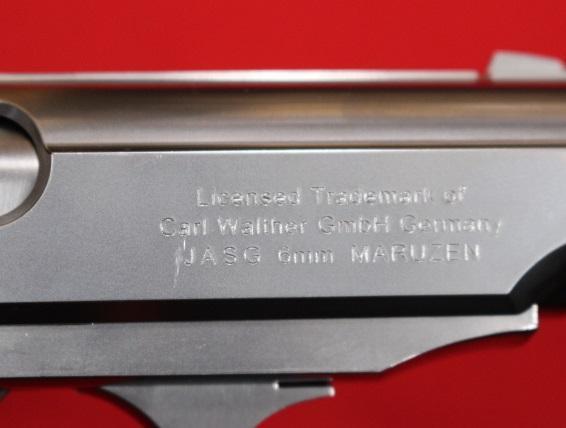 Licensed Trademark of
Carl Walther GmbH Germany
JASG 6mm MARUZEN